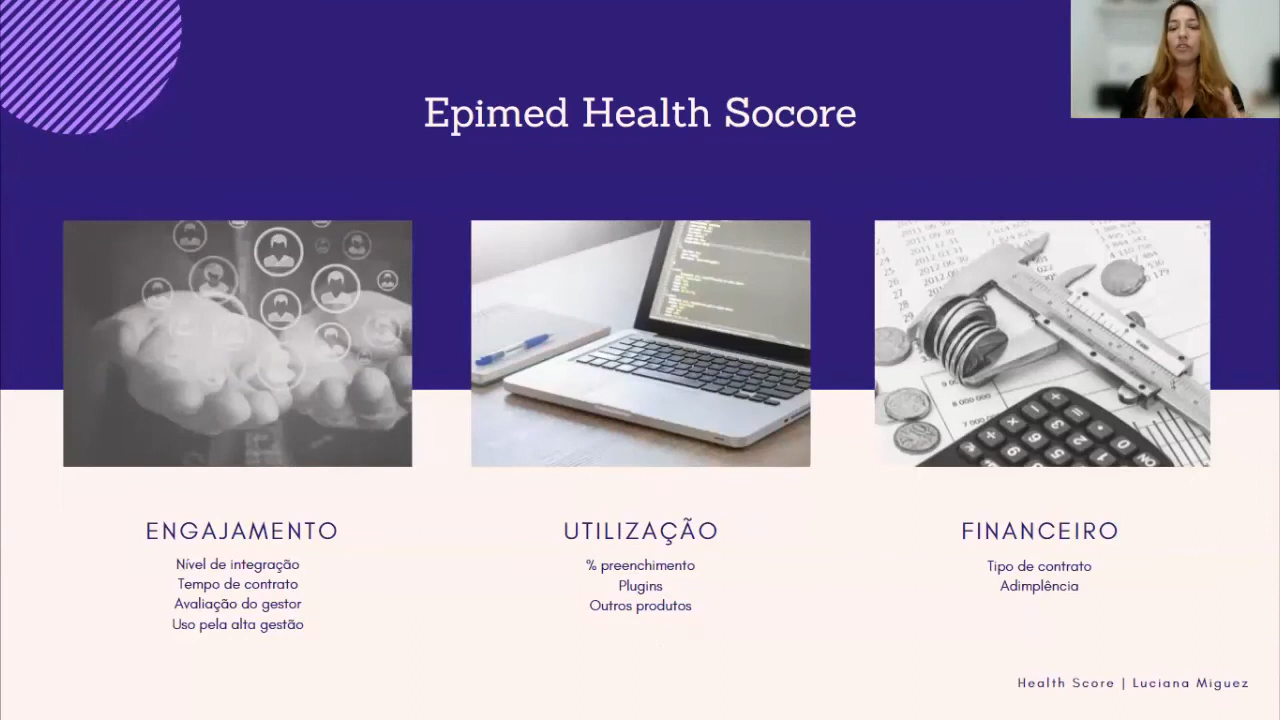 Epimed Health Socore
ENGAJAMENTO
Nível de integração
Tempo de contrato
Avaliação do gestor
Uso pela alta gestão
UTILIZAÇÃO
% preenchimento
Plugins
Outros produtos
FINANCEIRO
Tipo de contrato
Adimplência
Health Score | Luciana Miguez